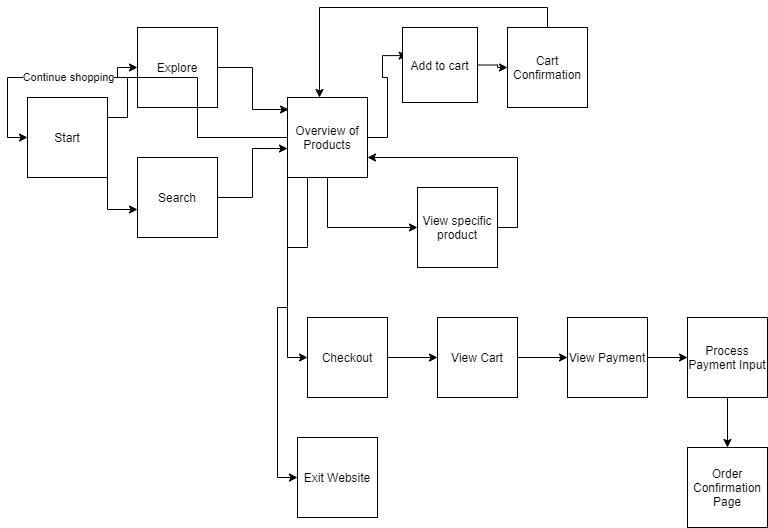 Explore
Continue shopping
Start
Search
Overview of
Products
Add to cart
Cart
Confirmation
View specific
product
Checkout
View Cart
View Payment
Process
Payment Input
Exit Website
Order
Confirmation
Page